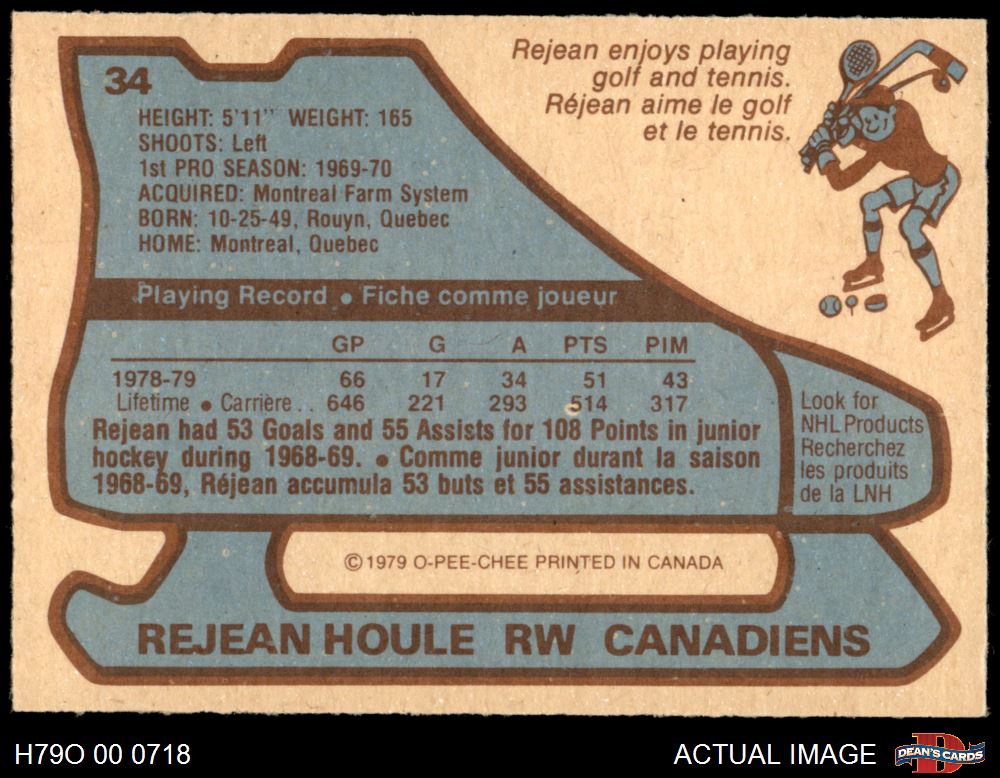 34
Rejean enjoys playing
golf and tennis.
Réjean aime le golf
et le tennis.
HEIGHT: 5'11" WEIGHT: 165
SHOOTS: Left
1st PRO SEASON: 1969-70
ACQUIRED: Montreal Farm System
BORN: 10-25-49, Rouyn, Quebec
HOME: Montreal, Quebec
Playing Record • Fiche comme joueur
GP G A PTS PIM
1978-79 66 17 34 51 43
Lifetime • Carrière.. 646 221 293 514 317
Rejean had 53 Goals and 55 Assists for 108 Points in junior
hockey during 1968-69. • Comme junior durant la saison
1968-69, Réjean accumula 53 buts et 55 assistances.
Look for
NHL Products
Recherchez
les produits
de la LNH
© 1979 O-PEE-CHEE PRINTED IN CANADA
REJEAN HOULE RW CANADIENS
H79O 00 0718
ACTUAL IMAGE
DEAN'S CARDS